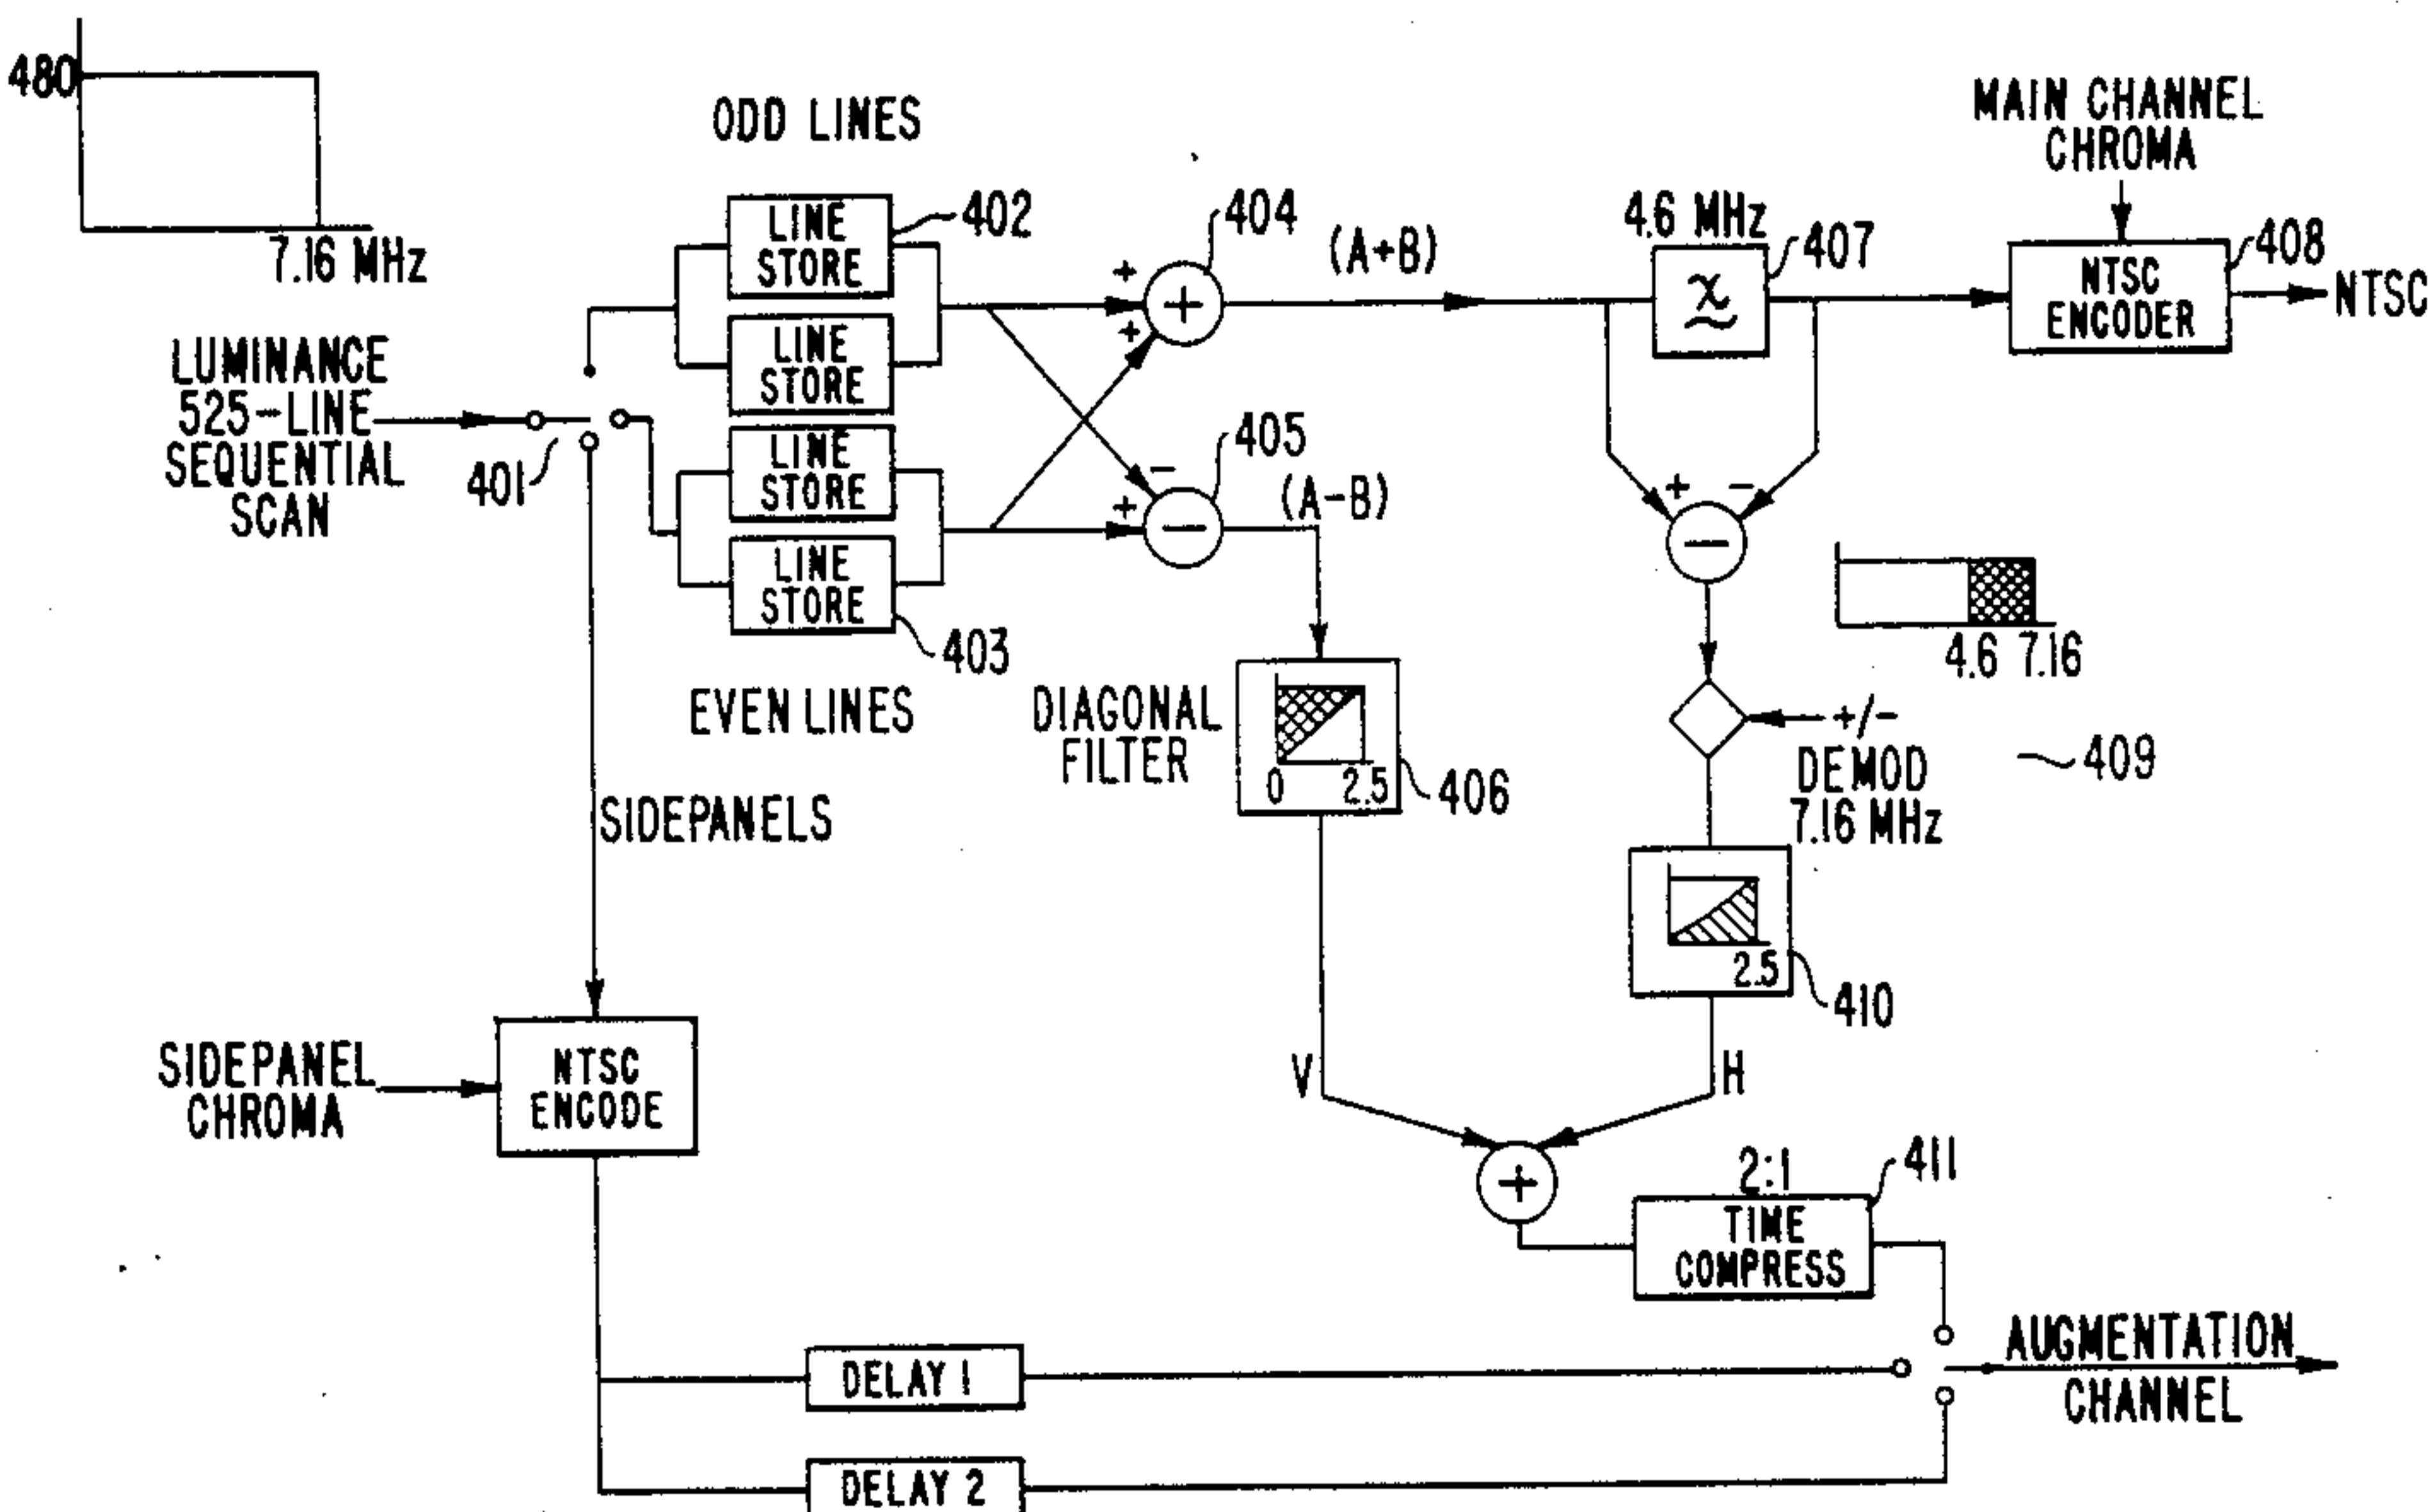 480
7.16 MHz
ODD LINES
MAIN CHANNEL
CHROMA
LINE
STORE
402
LINE
STORE
LINE
STORE
LINE
STORE
403
EVEN LINES
LUMINANCE
525-LINE
SEQUENTIAL
SCAN
401
+
+
+
404
(A+B)
-
+
−
405
(A-B)
4.6 MHz
407
NTSC
ENCODER
408
NTSC
+
-
−
4.6 7.16
+/-
DEMOD
7.16 MHz
409
DIAGONAL
FILTER
0 2.5
406
2.5
410
SIDEPANELS
SIDEPANEL
CHROMA
NTSC
ENCODE
V
H
+
2:1
TIME
COMPRESS
411
DELAY 1
DELAY 2
AUGMENTATION
CHANNEL